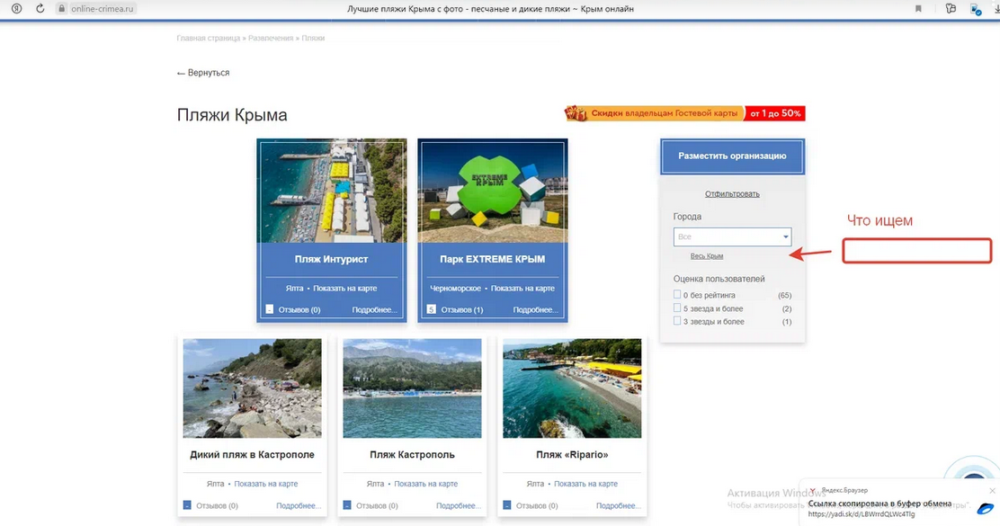 online-crimea.ru
Лучшие пляжи Крыма с фото - песчаные и дикие пляжи ~ Крым онлайн
Главная страница » Развлечения » Пляжи
← Вернуться
Пляжи Крыма
Скидки владельцам Гостевой карты от 1 до 50%
Пляж Интурист
Ялта • Показать на карте
- Отзывов (0) Подробнее...
EXTREME
КРЫМ
Парк EXTREME КРЫМ
Черноморское • Показать на карте
5 Отзывов (1) Подробнее...
Разместить организацию
Отфильтровать
Города
Все
Весь Крым
Оценка пользователей
0 без рейтинга (65)
5 звезда и более (2)
3 звезды и более (1)
Что ищем
Дикий пляж в Кастрополе
Ялта • Показать на карте
- Отзывов (0) Подробнее...
Пляж Кастрополь
Ялта • Показать на карте
- Отзывов (0) Подробнее...
Пляж «Ripario»
Ялта • Показать на карте
- Отзывов (0) Подробнее...
Активация Windows
Чтобы активировать
Яндекс.Браузер
Ссылка скопирована в буфер обмена
https://yadi.sk/d/LBWrrdQLWc4Tlg